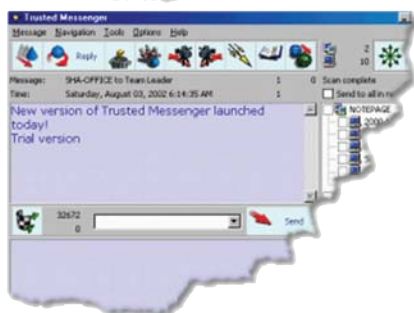 Trusted Messenger
Message Navigation Tools Options Help
Reply
2
10
Message: SHA-OFFICE to Team Leader 1 0 Scan complete
Time: Saturday, August 03, 2002 6:14:35 AM 1 Send to all in
New version of Trusted Messenger launched
today!
Trial version
NOTEPAGE
2000-
32672
0
Send